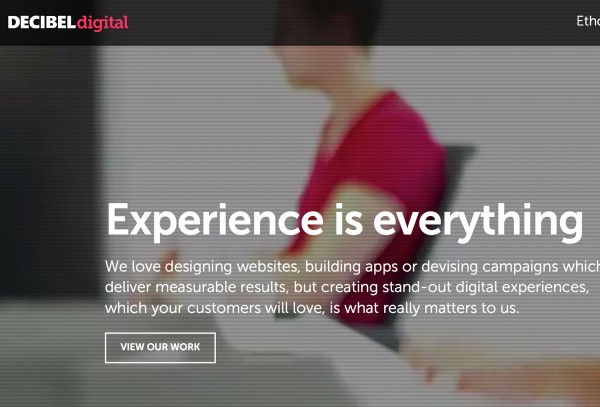 DECIBELdigital
Experience is everything
We love designing websites, building apps or devising campaigns which
deliver measurable results, but creating stand-out digital experiences,
which your customers will love, is what really matters to us.
VIEW OUR WORK